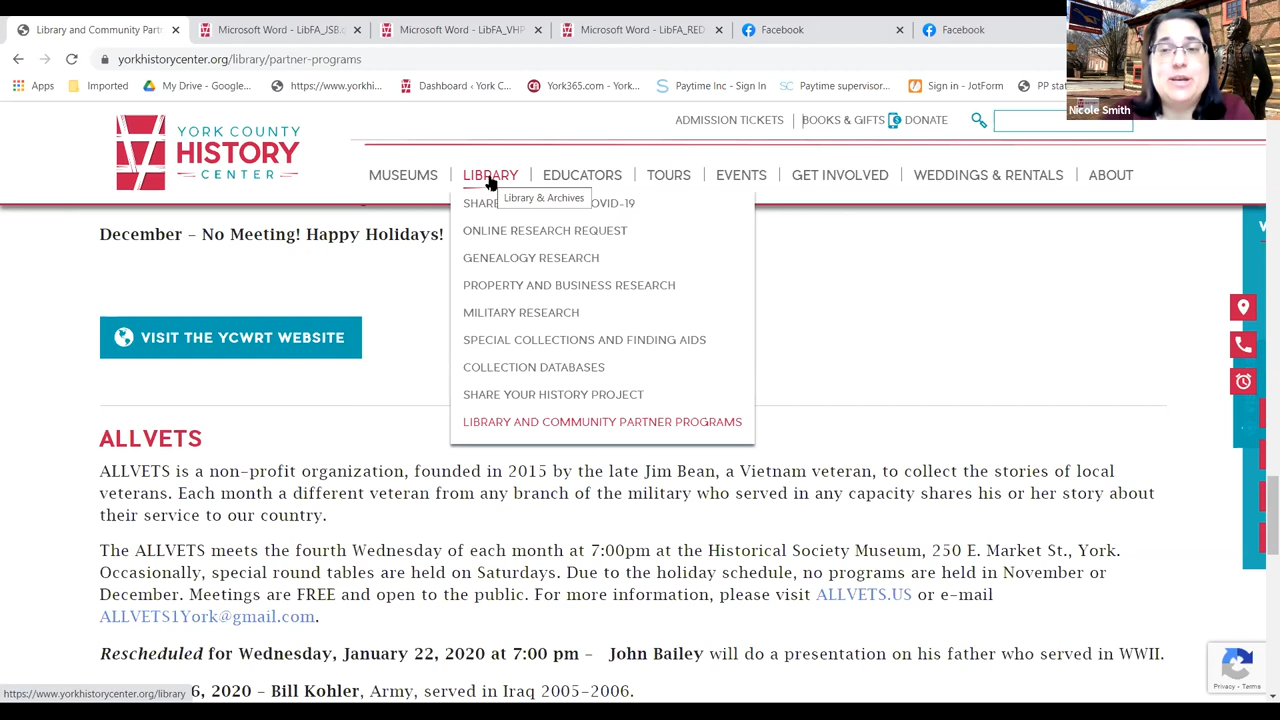 Library and Community Part
Microsoft Word - LibFA_JSB.
Microsoft Word - LibFA_VHP
Microsoft Word - LibFA_RED
Facebook
Facebook
yorkhistorycenter.org/library/partner-programs
Apps
Imported
My Drive - Google...
https://www.yorkhi...
Dashboard ‹ York C...
York365.com - York...
Paytime Inc - Sign In
Paytime supervisor...
Sign in - JotForm
PP sta
Nicole Smith
YORK COUNTY
HISTORY
CENTER
ADMISSION TICKETS
BOOKS & GIFTS
DONATE
MUSEUMS
LIBRARY
EDUCATORS
TOURS
EVENTS
GET INVOLVED
WEDDINGS & RENTALS
ABOUT
Library & Archives
SHARE OVID-19
ONLINE RESEARCH REQUEST
GENEALOGY RESEARCH
PROPERTY AND BUSINESS RESEARCH
MILITARY RESEARCH
SPECIAL COLLECTIONS AND FINDING AIDS
COLLECTION DATABASES
SHARE YOUR HISTORY PROJECT
LIBRARY AND COMMUNITY PARTNER PROGRAMS
December – No Meeting! Happy Holidays!
VISIT THE YCWRT WEBSITE
ALLVETS
ALLVETS is a non-profit organization, founded in 2015 by the late Jim Bean, a Vietnam veteran, to collect the stories of local
veterans. Each month a different veteran from any branch of the military who served in any capacity shares his or her story about
their service to our country.
The ALLVETS meets the fourth Wednesday of each month at 7:00pm at the Historical Society Museum, 250 E. Market St., York.
Occasionally, special round tables are held on Saturdays. Due to the holiday schedule, no programs are held in November or
December. Meetings are FREE and open to the public. For more information, please visit ALLVETS.US or e-mail
ALLVETS1York@gmail.com.
Rescheduled for Wednesday, January 22, 2020 at 7:00 pm – John Bailey will do a presentation on his father who served in WWII.
6, 2020 – Bill Kohler, Army, served in Iraq 2005-2006.
https://www.yorkhistorycenter.org/library
Privacy - Terms